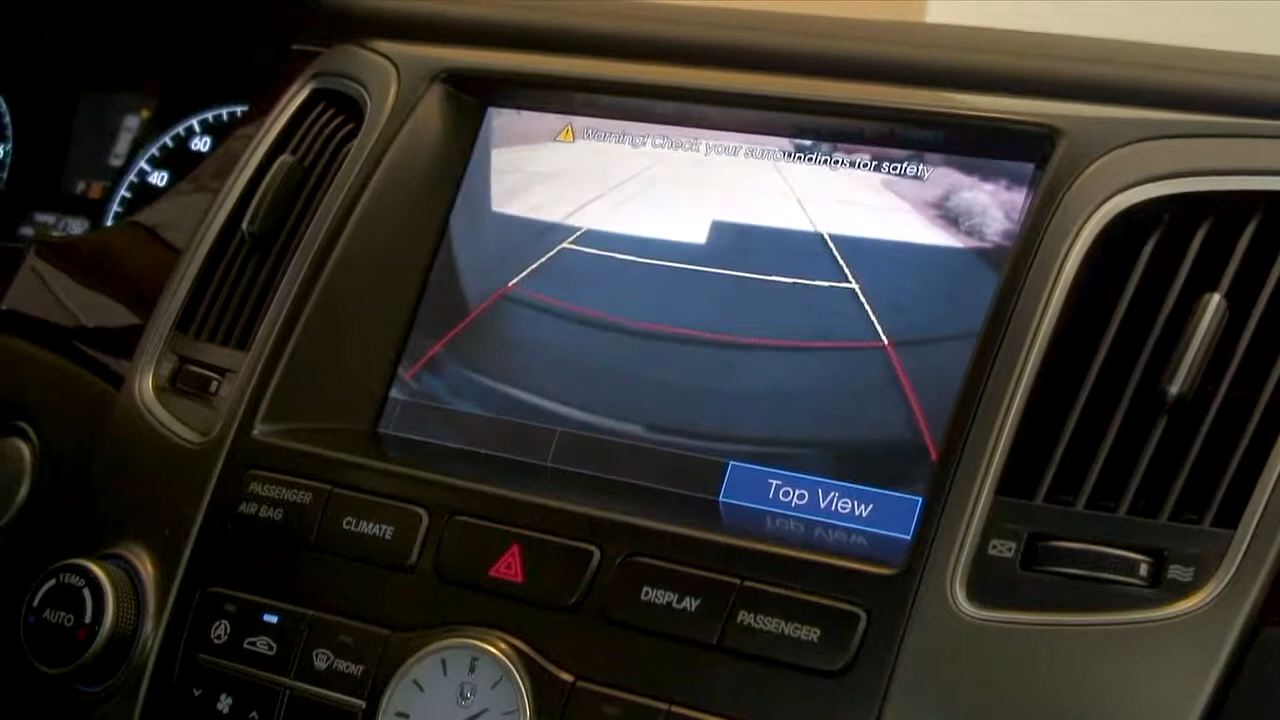 60
40
Warning! Check your surroundings for safety
Top View
PASSENGER
AIR BAG
CLIMATE
DISPLAY
PASSENGER
TEMP
AUTO
FRONT